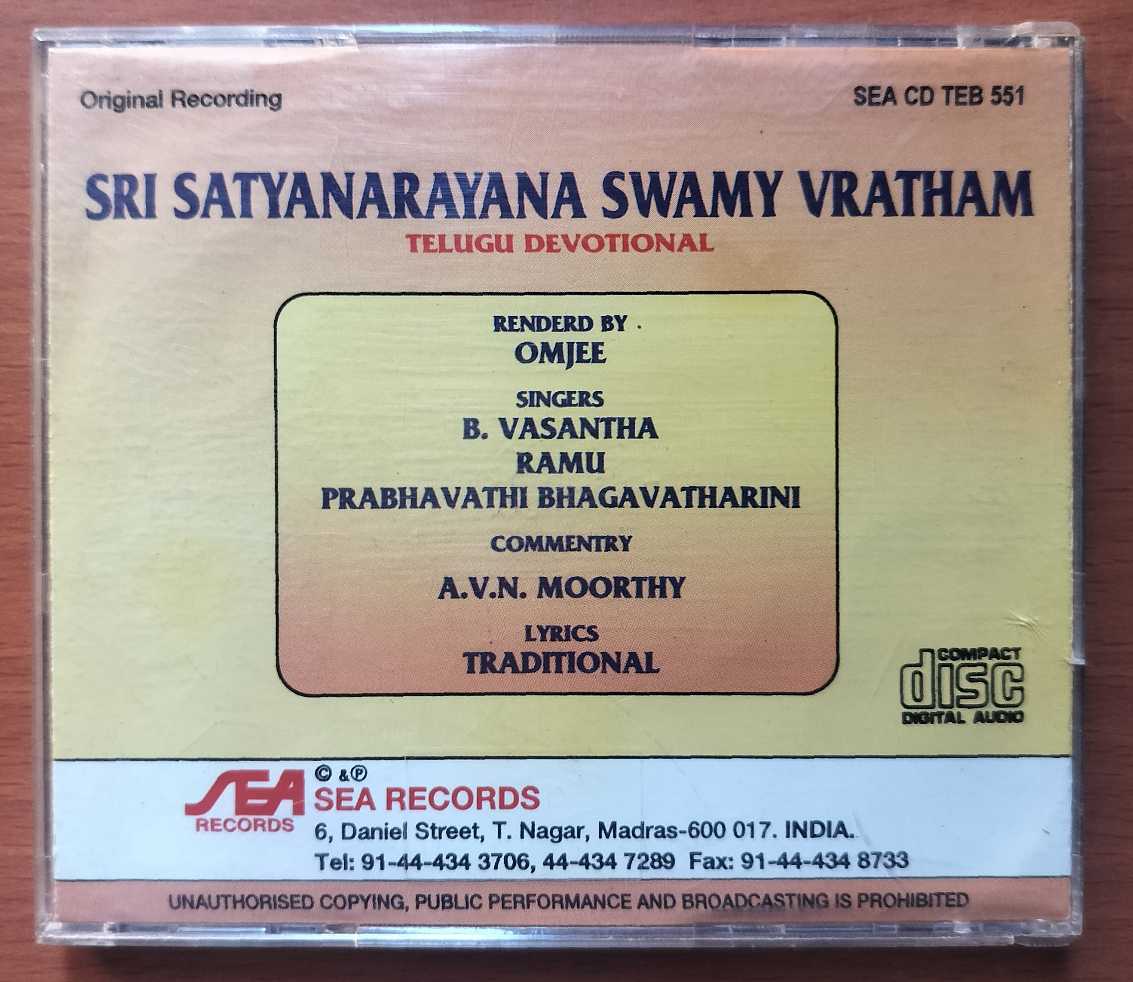 Original Recording
SEA CD TEB 551
SRI SATYANARAYANA SWAMY VRATHAM
TELUGU DEVOTIONAL
RENDERD BY
OMJEE
SINGERS
B. VASANTHA
RAMU
PRABHAVATHI BHAGAVATHARINI
COMMENTRY
A.V.N. MOORTHY
LYRICS
TRADITIONAL
COMPACT
disc
DIGITAL AUDIO
SEA
RECORDS
© & ℗
SEA RECORDS
6, Daniel Street, T. Nagar, Madras-600 017. INDIA.
Tel: 91-44-434 3706, 44-434 7289 Fax: 91-44-434 8733
UNAUTHORISED COPYING, PUBLIC PERFORMANCE AND BROADCASTING IS PROHIBITED